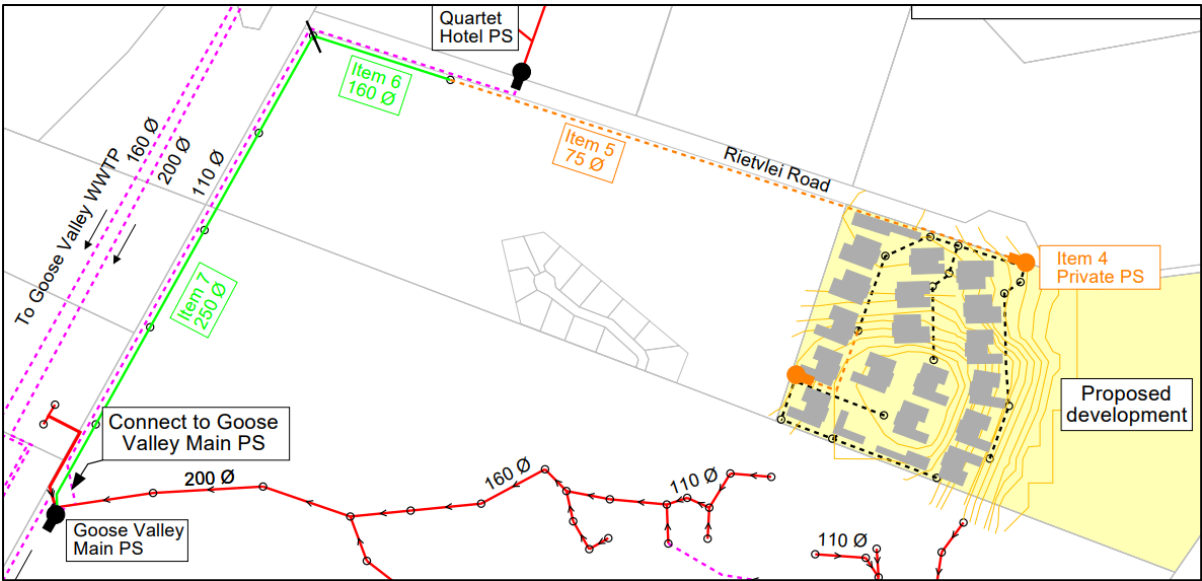 Quartet
Hotel PS
Item 6
160 Ø
Item 5
75 Ø
Rietvlei Road
160 Ø
200 Ø
110 Ø
To Goose Valley WWTP
Item 7
250 Ø
Item 4
Private PS
Proposed
development
Connect to Goose
Valley Main PS
200 Ø
160 Ø
110 Ø
110 Ø
Goose Valley
Main PS